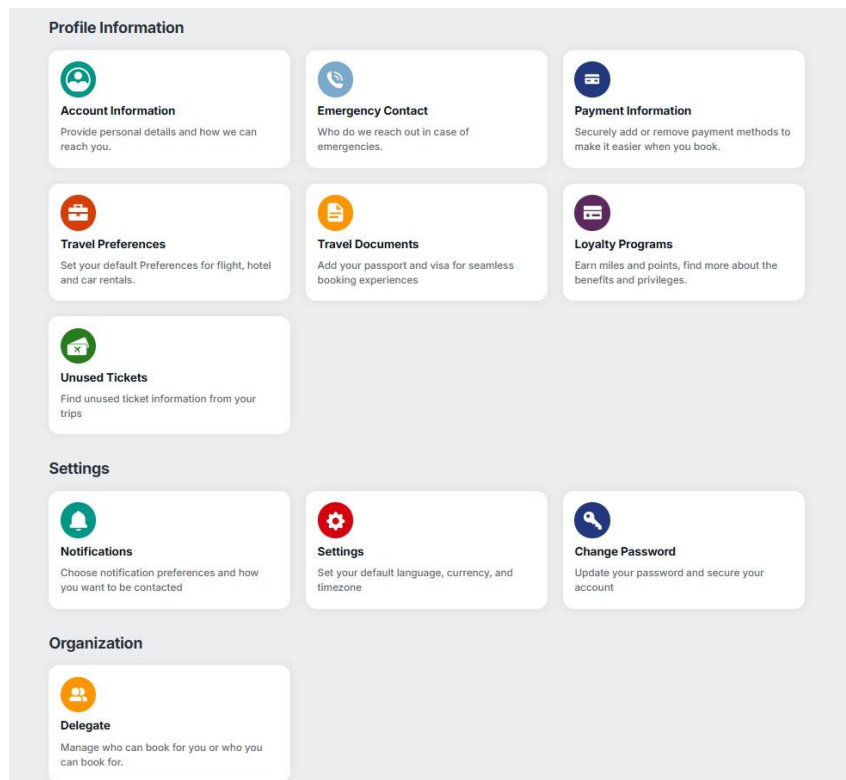 Profile Information
Account Information
Provide personal details and how we can
reach you.
Emergency Contact
Who do we reach out in case of
emergencies.
Payment Information
Securely add or remove payment methods to
make it easier when you book.
Travel Preferences
Set your default Preferences for flight, hotel
and car rentals.
Travel Documents
Add your passport and visa for seamless
booking experiences
Loyalty Programs
Earn miles and points, find more about the
benefits and privileges.
Unused Tickets
Find unused ticket information from your
trips
Settings
Notifications
Choose notification preferences and how
you want to be contacted
Settings
Set your default language, currency, and
timezone
Change Password
Update your password and secure your
account
Organization
Delegate
Manage who can book for you or who you
can book for.